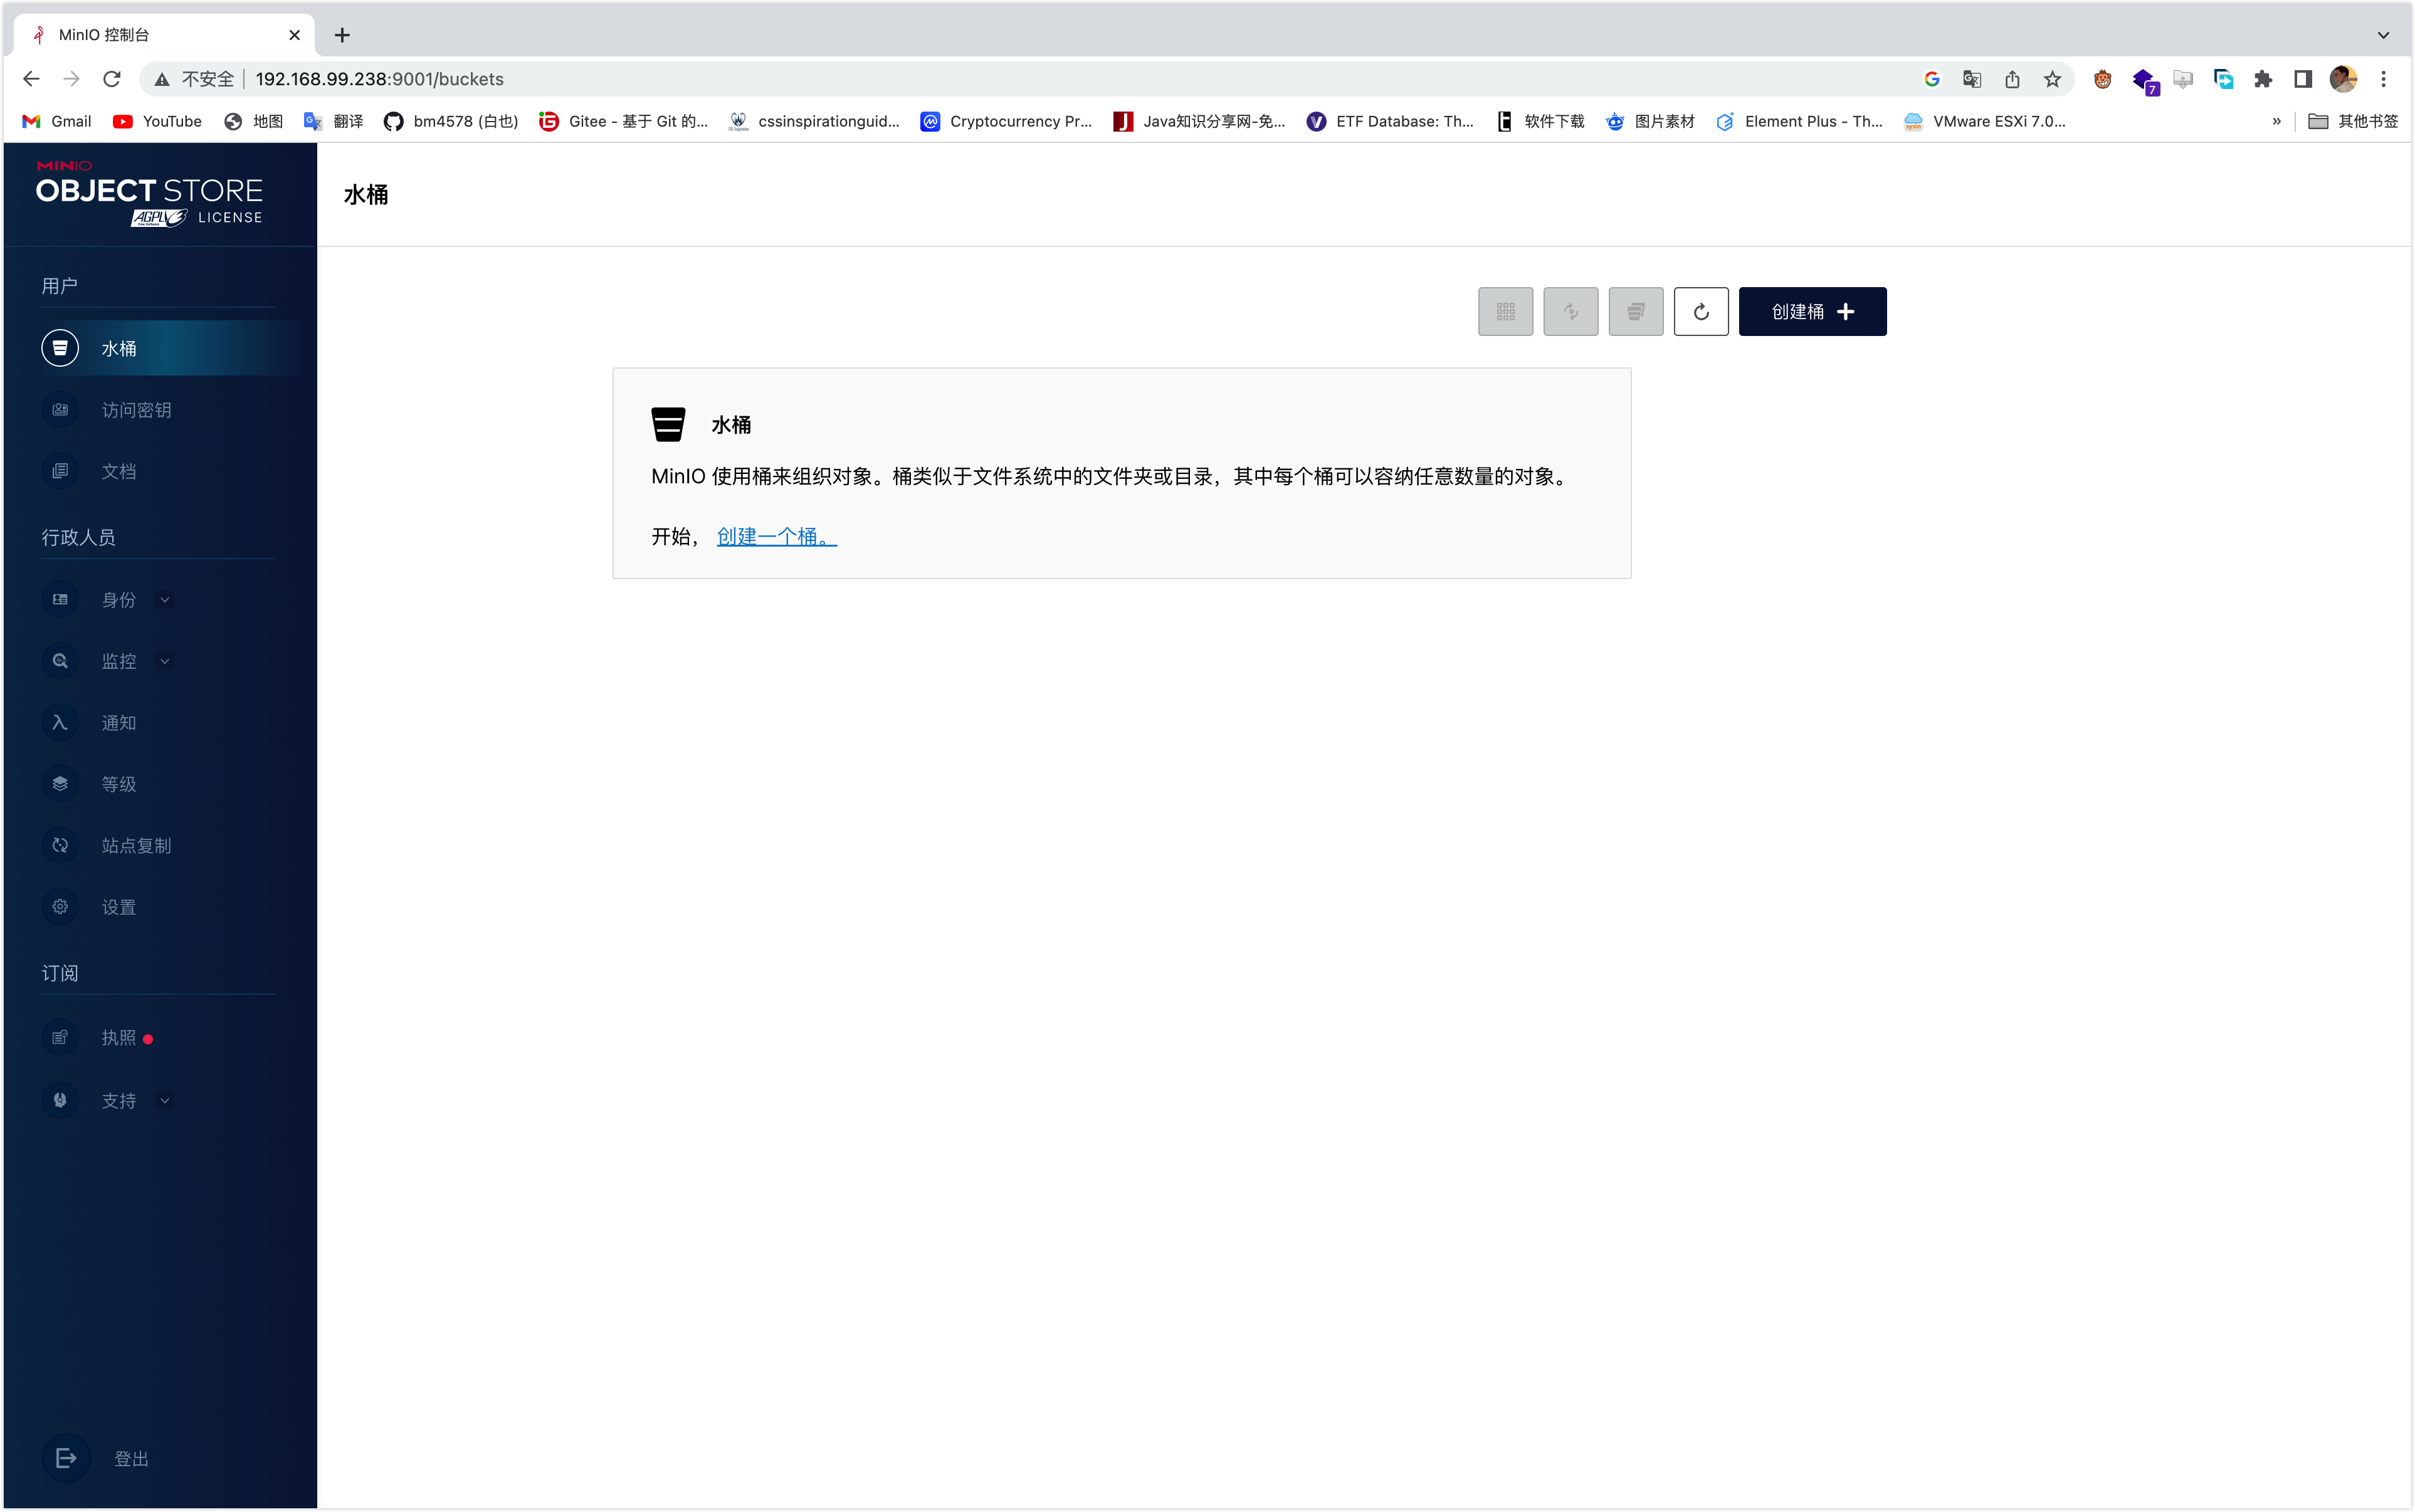 MinIO 控制台
不安全 192.168.99.238:9001/buckets
Gmail YouTube 地图 翻译 bm4578 (白也) Gitee - 基于 Git 的... cssinspirationguid... Cryptocurrency Pr... Java知识分享网-免... ETF Database: Th... 软件下载 图片素材 Element Plus - Th... VMware ESXi 7.0... » 其他书签
7
MINIO
OBJECT STORE
AGPLv3 LICENSE
水桶
用户
水桶
访问密钥
文档
行政人员
身份
监控
通知
等级
站点复制
设置
订阅
执照
支持
登出
创建桶
水桶
MinIO 使用桶来组织对象。桶类似于文件系统中的文件夹或目录，其中每个桶可以容纳任意数量的对象。
开始， 创建一个桶。